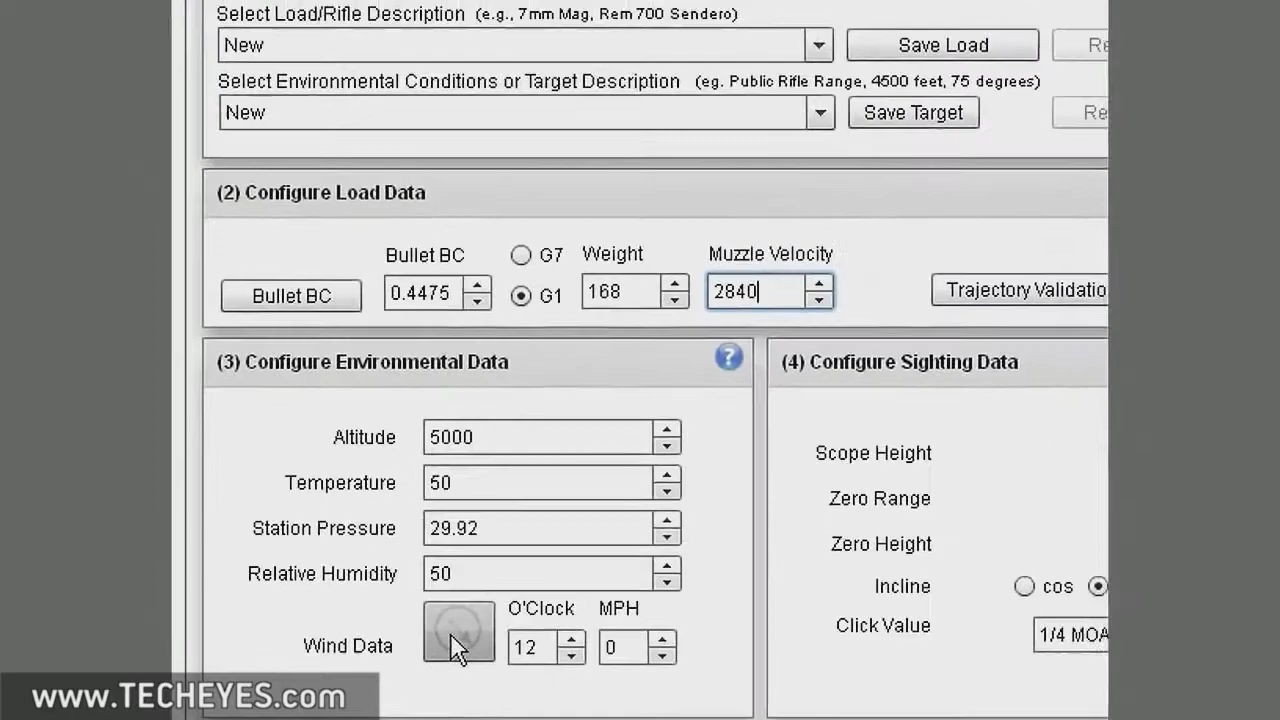 Select Load/Rifle Description (e.g., 7mm Mag, Rem 700 Sendero)
New Save Load Re
Select Environmental Conditions or Target Description (eg. Public Rifle Range, 4500 feet, 75 degrees)
New Save Target Re
(2) Configure Load Data
Bullet BC G7 Weight Muzzle Velocity
Bullet BC 0.4475 G1 168 2840 Trajectory Validatio
(3) Configure Environmental Data ? (4) Configure Sighting Data
Altitude 5000
Scope Height
Temperature 50
Zero Range
Station Pressure 29.92
Zero Height
Relative Humidity 50
Incline cos
O'Clock MPH
Click Value 1/4 MOA
Wind Data 12 0
www.TECHEYES.com